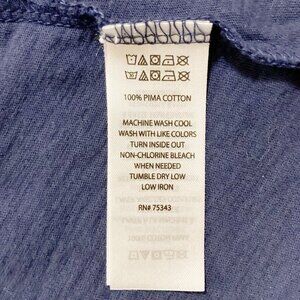 100% PIMA COTTON
MACHINE WASH COOL
WASH WITH LIKE COLORS
TURN INSIDE OUT
NON-CHLORINE BLEACH
WHEN NEEDED
TUMBLE DRY LOW
LOW IRON
RN# 75343